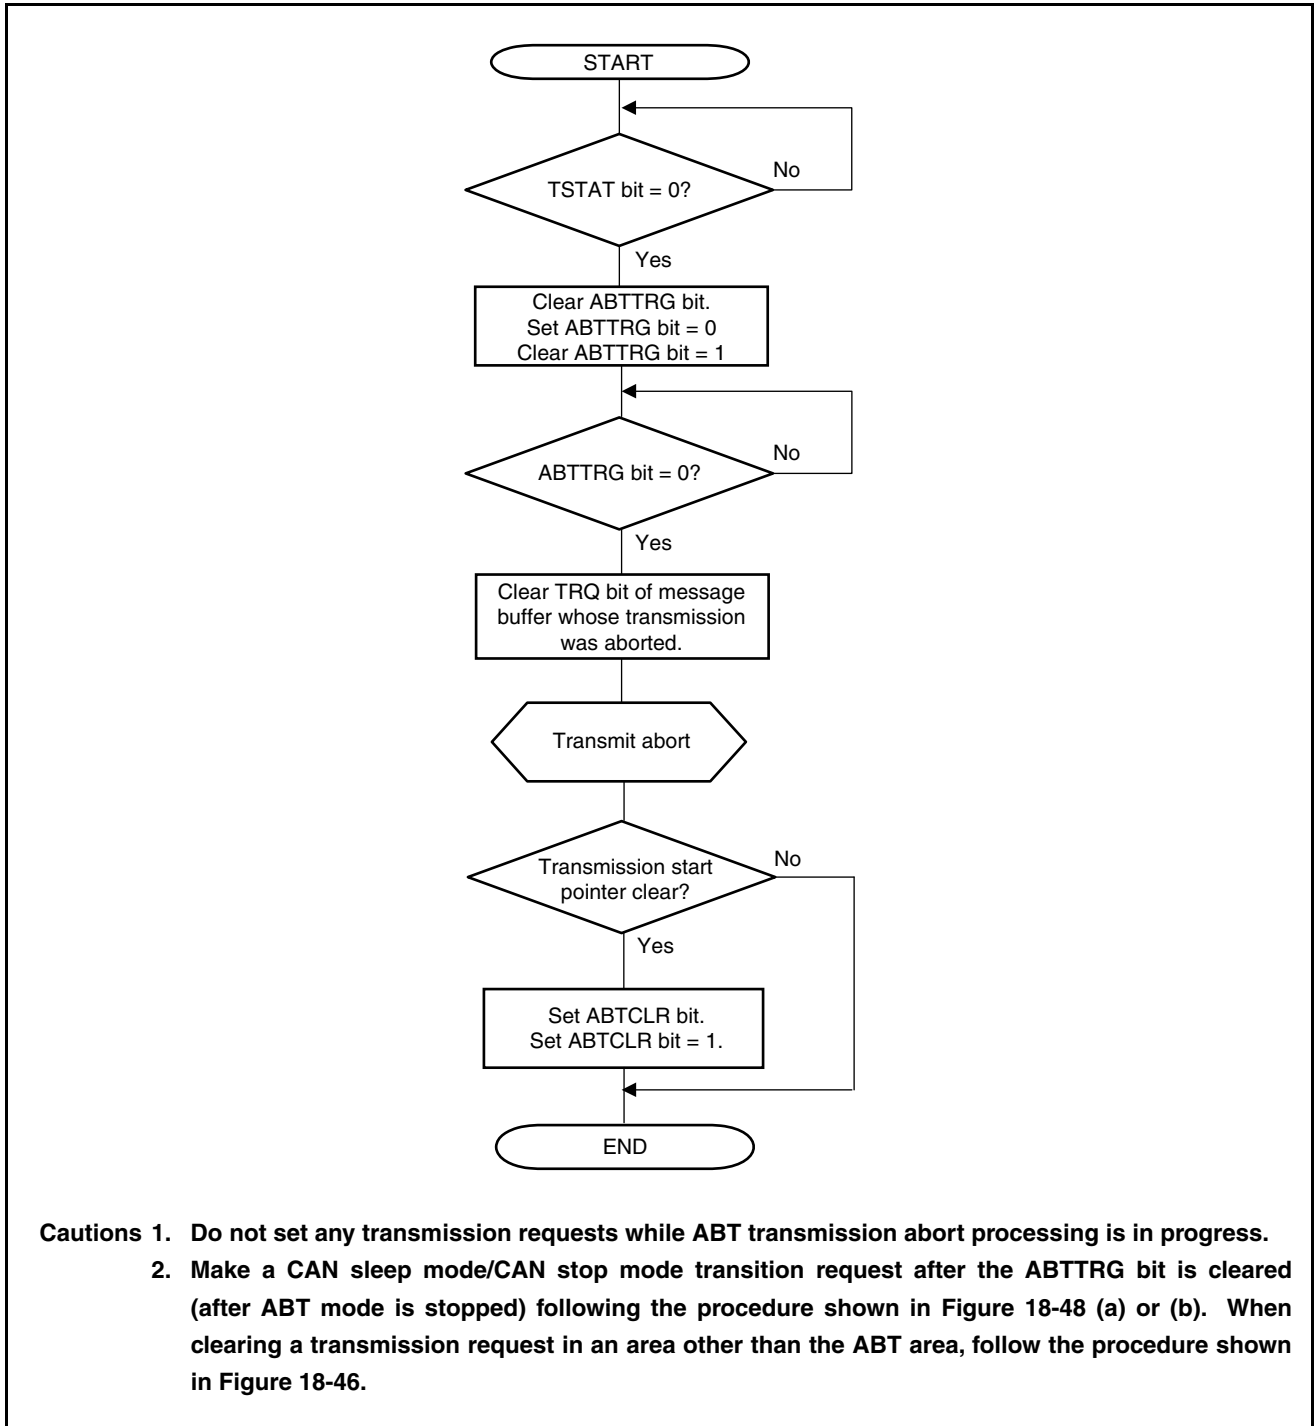 START
No
TSTAT bit = 0?
Yes
Clear ABTTRG bit.
Set ABTTRG bit = 0
Clear ABTTRG bit = 1
No
ABTTRG bit = 0?
Yes
Clear TRQ bit of message
buffer whose transmission
was aborted.
Transmit abort
No
Transmission start
pointer clear?
Yes
Set ABTCLR bit.
Set ABTCLR bit = 1.
END
Cautions 1. Do not set any transmission requests while ABT transmission abort processing is in progress.
2. Make a CAN sleep mode/CAN stop mode transition request after the ABTTRG bit is cleared
(after ABT mode is stopped) following the procedure shown in Figure 18-48 (a) or (b). When
clearing a transmission request in an area other than the ABT area, follow the procedure shown
in Figure 18-46.